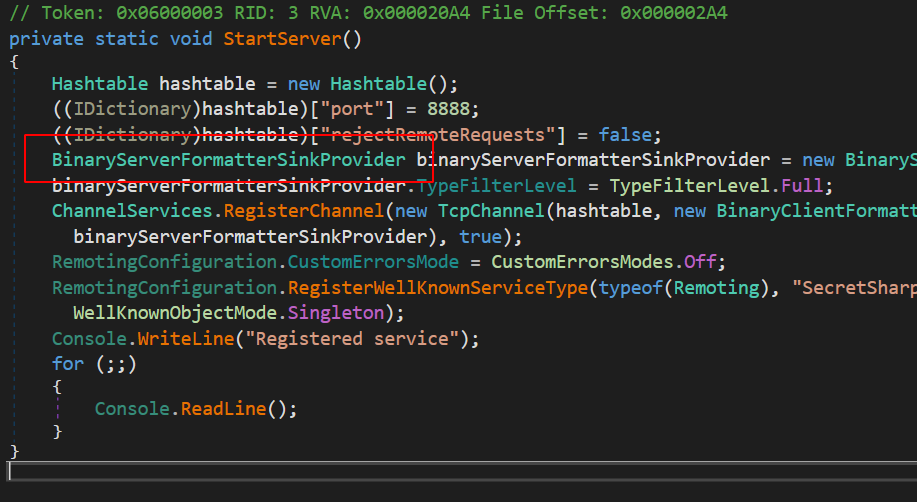 // Token: 0x06000003 RID: 3 RVA: 0x000020A4 File Offset: 0x000002A4
private static void StartServer()
{
Hashtable hashtable = new Hashtable();
((IDictionary)hashtable)["port"] = 8888;
((IDictionary)hashtable)["rejectRemoteRequests"] = false;
BinaryServerFormatterSinkProvider binaryServerFormatterSinkProvider = new BinaryS
binaryServerFormatterSinkProvider.TypeFilterLevel = TypeFilterLevel.Full;
ChannelServices.RegisterChannel(new TcpChannel(hashtable, new BinaryClientFormatt
binaryServerFormatterSinkProvider), true);
RemotingConfiguration.CustomErrorsMode = CustomErrorsModes.Off;
RemotingConfiguration.RegisterWellKnownServiceType(typeof(Remoting), "SecretSharp
WellKnownObjectMode.Singleton);
Console.WriteLine("Registered service");
for (;;)
{
Console.ReadLine();
}
}